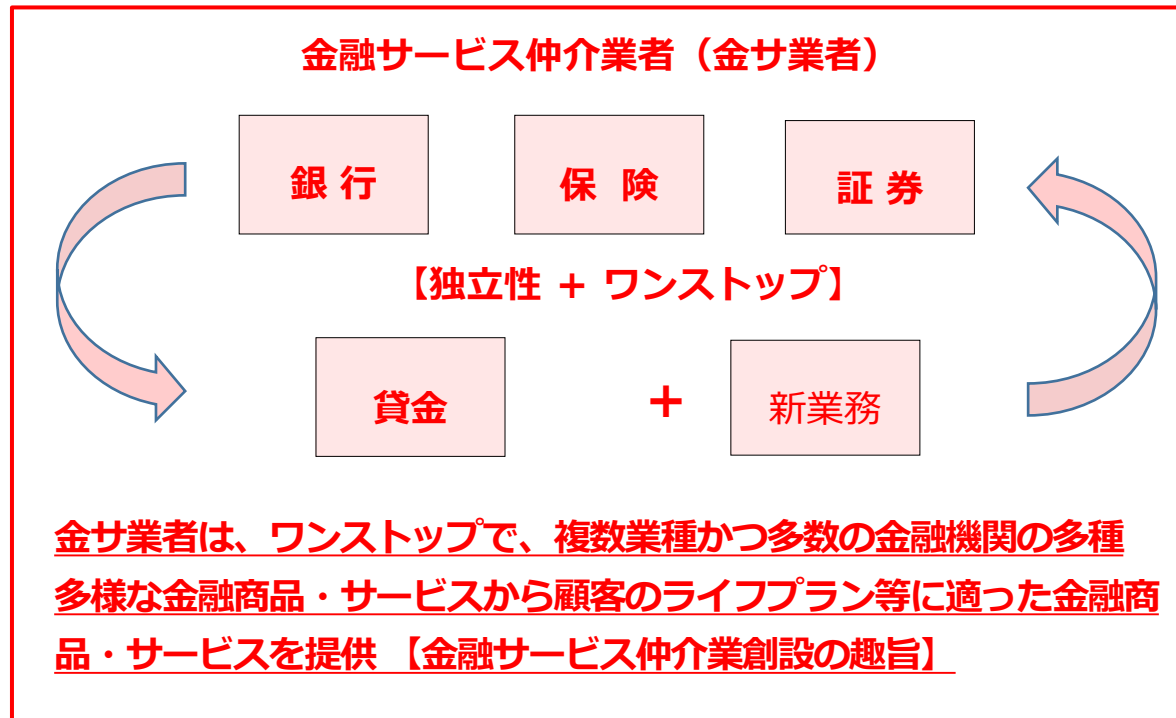 金融サービス仲介業者（金サ業者）
銀 行
保 険
証 券
【独立性 + ワンストップ】
貸金
+
新業務
金サ業者は、ワンストップで、複数業種かつ多数の金融機関の多種
多様な金融商品・サービスから顧客のライフプラン等に適った金融商
品・サービスを提供 【金融サービス仲介業創設の趣旨】